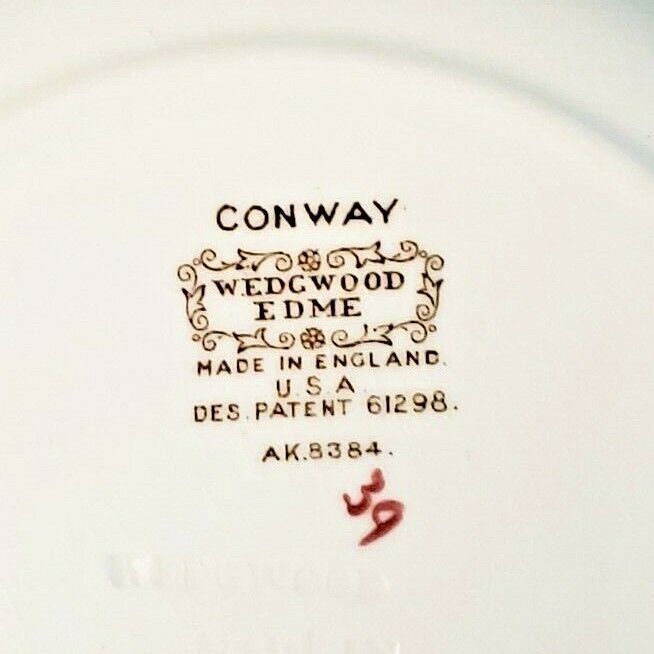 CONWAY
WEDGWOOD
EDME
MADE IN ENGLAND.
U.S.A.
DES. PATENT 61298.
AK.8384.
39